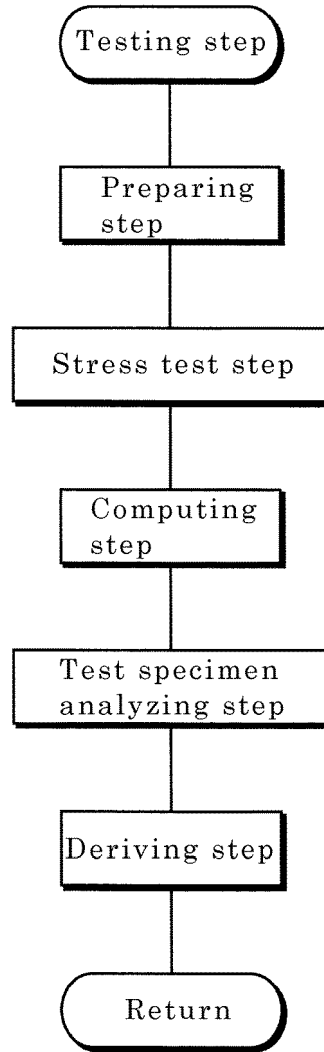 Testing step
Preparing
step
Stress test step
Computing
step
Test specimen
analyzing step
Deriving step
Return